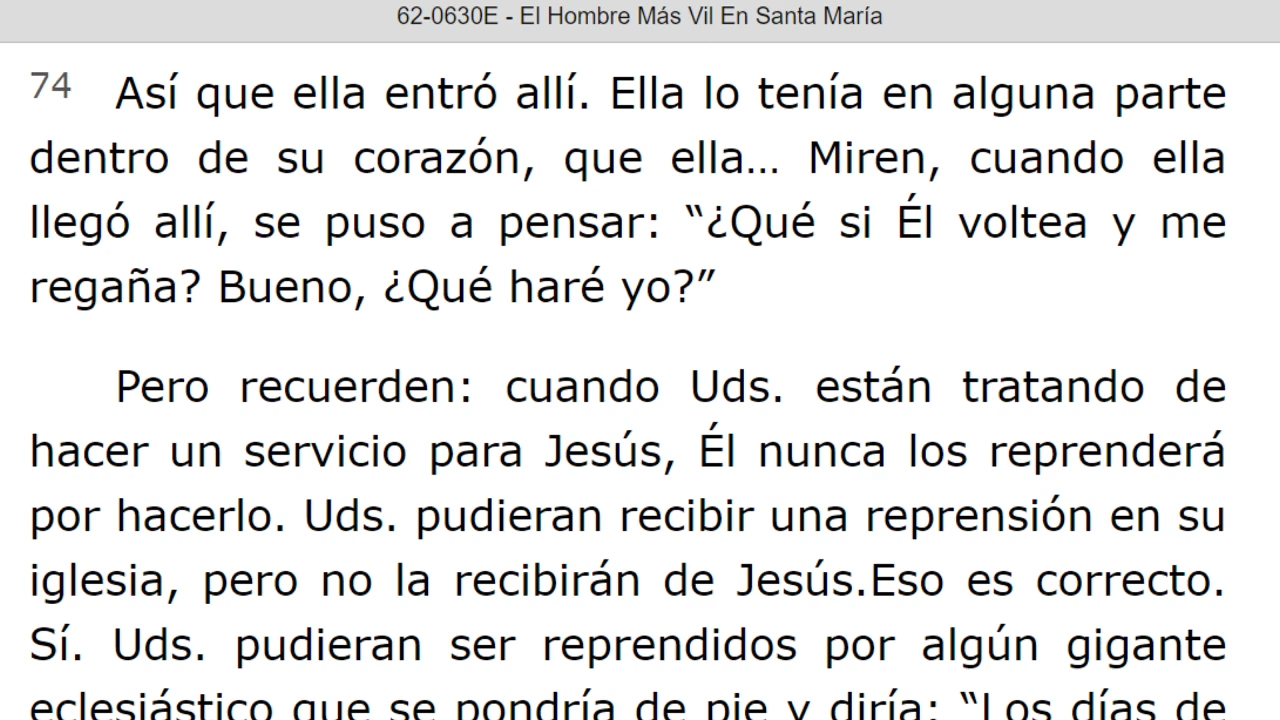 62-0630E - El Hombre Más Vil En Santa María
74 Así que ella entró allí. Ella lo tenía en alguna parte
dentro de su corazón, que ella… Miren, cuando ella
llegó allí, se puso a pensar: “¿Qué si Él voltea y me
regaña? Bueno, ¿Qué haré yo?”
Pero recuerden: cuando Uds. están tratando de
hacer un servicio para Jesús, Él nunca los reprenderá
por hacerlo. Uds. pudieran recibir una reprensión en su
iglesia, pero no la recibirán de Jesús.Eso es correcto.
Sí. Uds. pudieran ser reprendidos por algún gigante
eclesiástico que se pondría de pie y diría: “Los días de